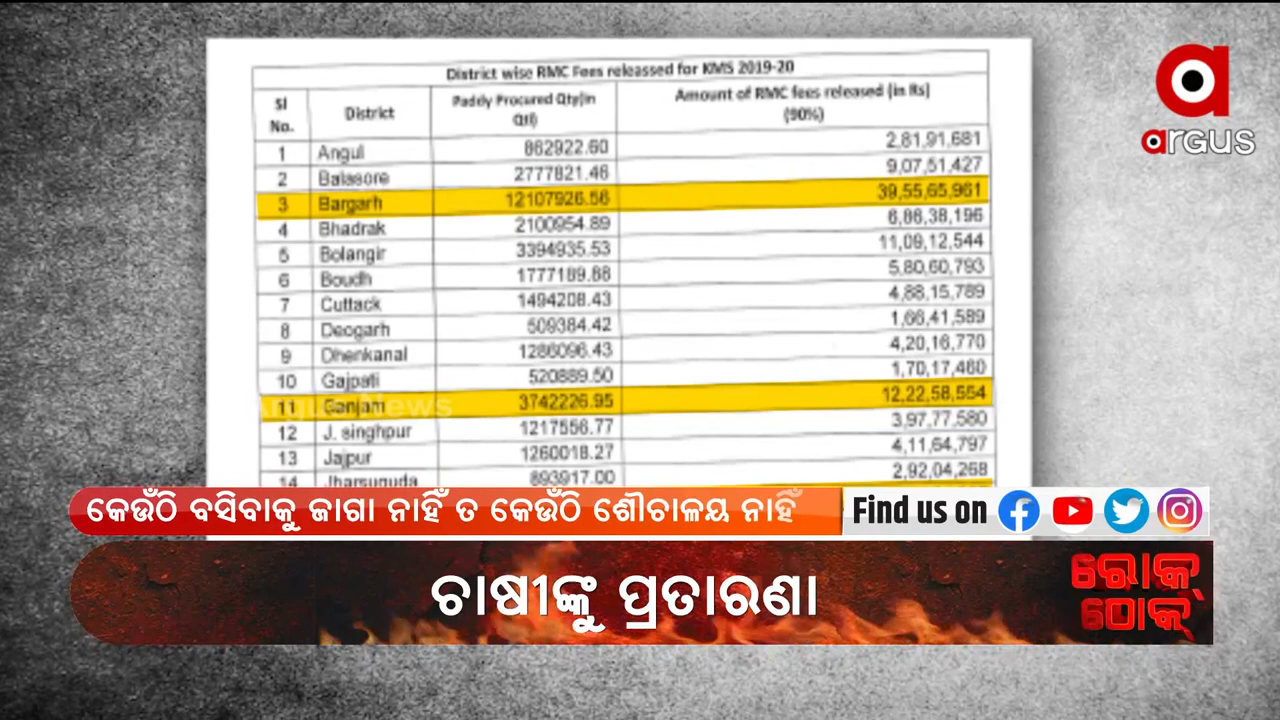 District wise RMC Fees releassed for KMS 2019-20
Sl No. District Paddy Procured Qty(in Qtl) Amount of RMC fees released (in Rs) (90%)
1 Angul 862922.60 2,81,91,681
2 Balasore 2777821.46 9,07,51,427
3 Bargarh 12107926.56 39,55,65,961
4 Bhadrak 2100954.89 6,86,38,196
5 Bolangir 3394935.53 11,09,12,544
6 Boudh 1777189.88 5,80,60,793
7 Cuttack 1494208.43 4,88,15,789
8 Deogarh 509384.42 1,66,41,589
9 Dhenkanal 1286096.43 4,20,16,770
10 Gajpati 520889.50 1,70,17,460
11 Ganjam 3742226.95 12,22,58,554
12 J. singhpur 1217556.77 3,97,77,580
13 Jajpur 1260018.27 4,11,64,797
14 Jharsuguda 893917.00 2,92,04,268
Argus News
argus
କେଉଁଠି ବସିବାକୁ ଜାଗା ନାହିଁ ତ କେଉଁଠି ଶୌଚାଳୟ ନାହିଁ
Find us on
ଚାଷୀଙ୍କୁ ପ୍ରତାରଣା
ରୋକ୍
ଠୋକ୍